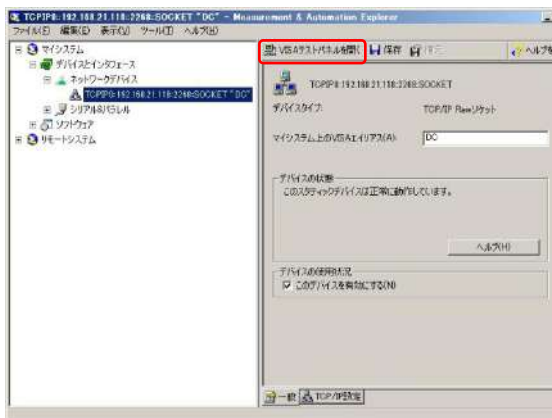 TCPIP0::192.168.21.118::2268::SOCKET "DC" - Measurement & Automation Explorer
ファイル(F) 編集(E) 表示(V) ツール(T) ヘルプ(H)
VISAテストパネルを開く 保存 復元 ヘルプを
マイシステム
デバイスとインタフェース
ネットワークデバイス
TCPIP0::192.168.21.118::2268::SOCKET "DC"
シリアル&パラレル
ソフトウェア
リモートシステム
TCPIP0::192.168.21.118::2268::SOCKET
デバイスタイプ: TCP/IP Rawソケット
マイシステム上のVISAエイリアス(A): DC
デバイスの状態
このスタティックデバイスは正常に動作しています。
ヘルプ(H)
デバイスの使用状況
このデバイスを有効にする(N)
一般 TCP/IP設定